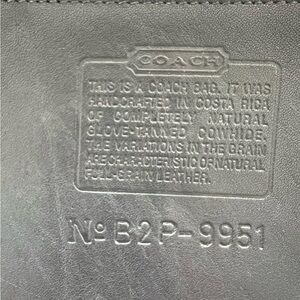 COACH
THIS IS A COACH BAG. IT WAS
HANDCRAFTED IN COSTA RICA
OF COMPLETELY NATURAL
GLOVE-TANNED COWHIDE.
THE VARIATIONS IN THE GRAIN
ARE CHARACTERISTIC OF NATURAL
FULL-GRAIN LEATHER.
No B2P-9951